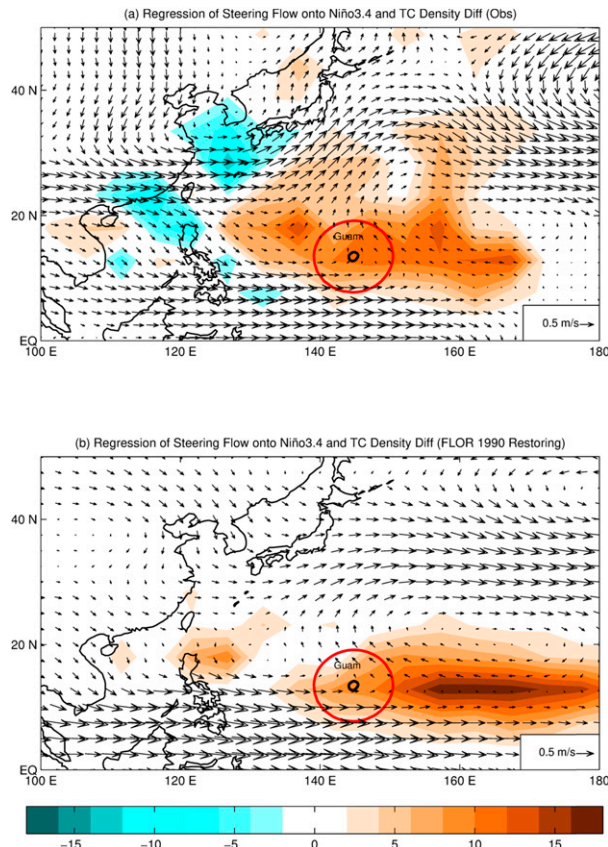 (a) Regression of Steering Flow onto Niño3.4 and TC Density Diff (Obs)
40 N
20 N
EQ
Guam
0.5 m/s
100 E 120 E 140 E 160 E 180
(b) Regression of Steering Flow onto Niño3.4 and TC Density Diff (FLOR 1990 Restoring)
40 N
20 N
EQ
Guam
0.5 m/s
100 E 120 E 140 E 160 E 180
−15 −10 −5 0 5 10 15